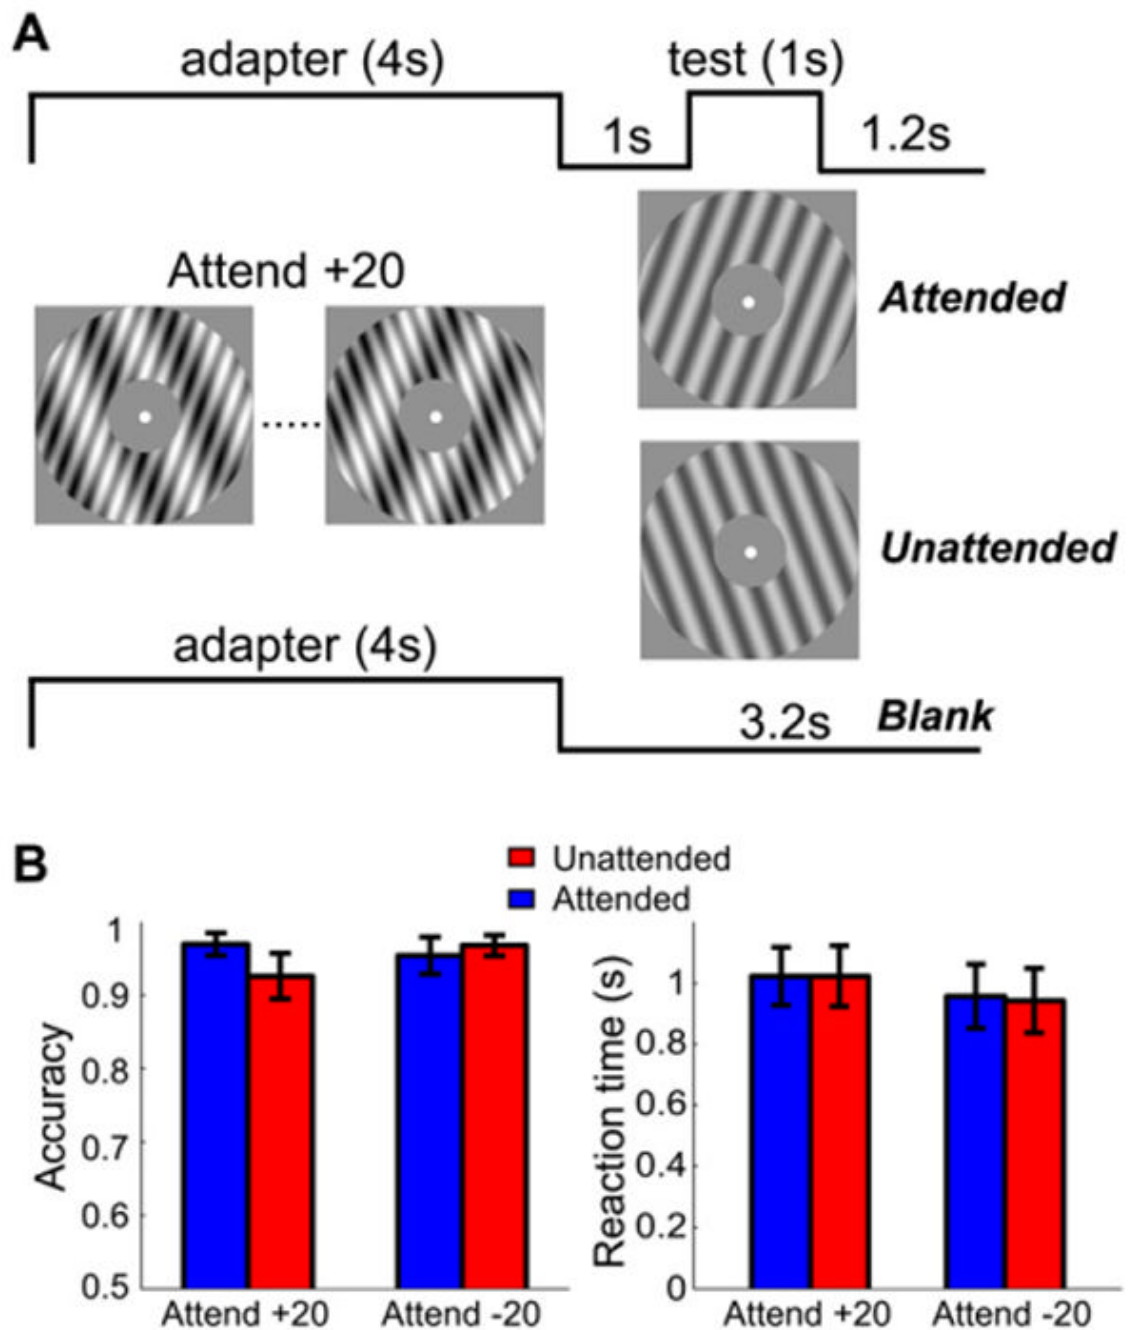 A
adapter (4s)
test (1s)
1s
1.2s
Attend +20
Attended
Unattended
adapter (4s)
3.2s
Blank
B
Unattended
Attended
Accuracy
1
0.9
0.8
0.7
0.6
0.5
Attend +20
Attend -20
Reaction time (s)
1
0.8
0.6
0.4
0.2
0
Attend +20
Attend -20